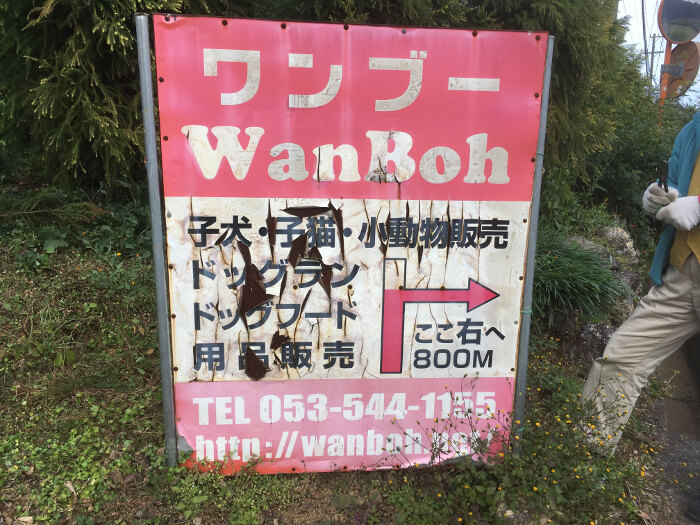 ワンブー
WanBoh
子犬・子猫・小動物販売
ドッグラン
ドッグフード
用品販売
ここ右へ
800M
TEL 053-544-1155